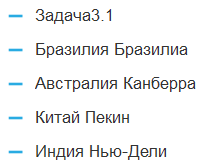 Задача3.1
Бразилия Бразилиа
Австралия Канберра
Китай Пекин
Индия Нью-Дели